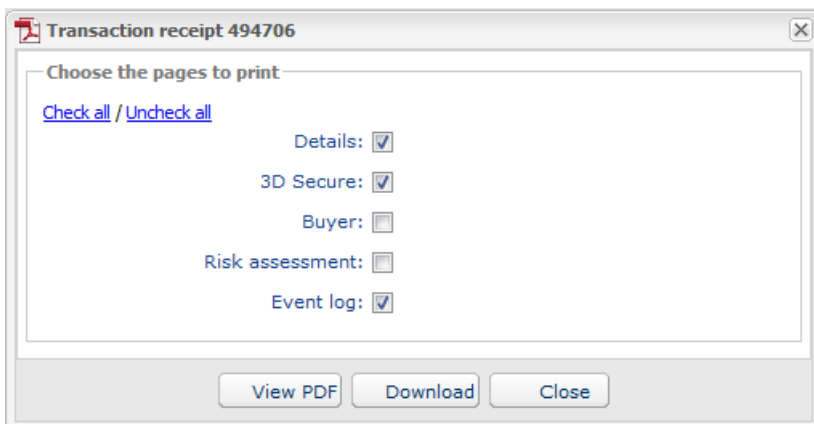 Transaction receipt 494706
Choose the pages to print
Check all / Uncheck all
Details:
3D Secure:
Buyer:
Risk assessment:
Event log:
View PDF Download Close